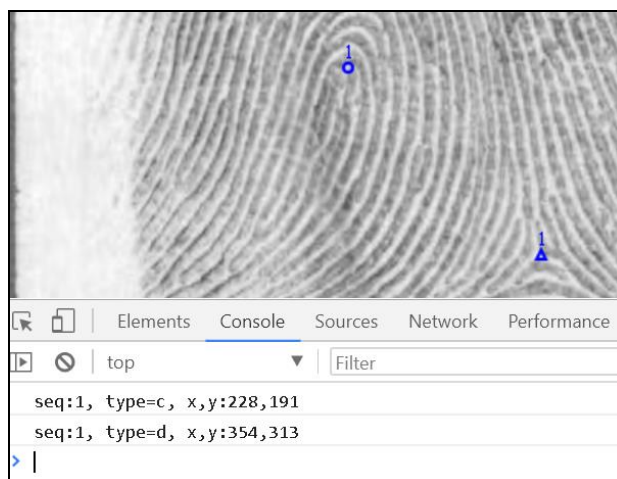 1
1
Elements Console Sources Network Performance
top Filter
seq:1, type=c, x,y:228,191
seq:1, type=d, x,y:354,313
>